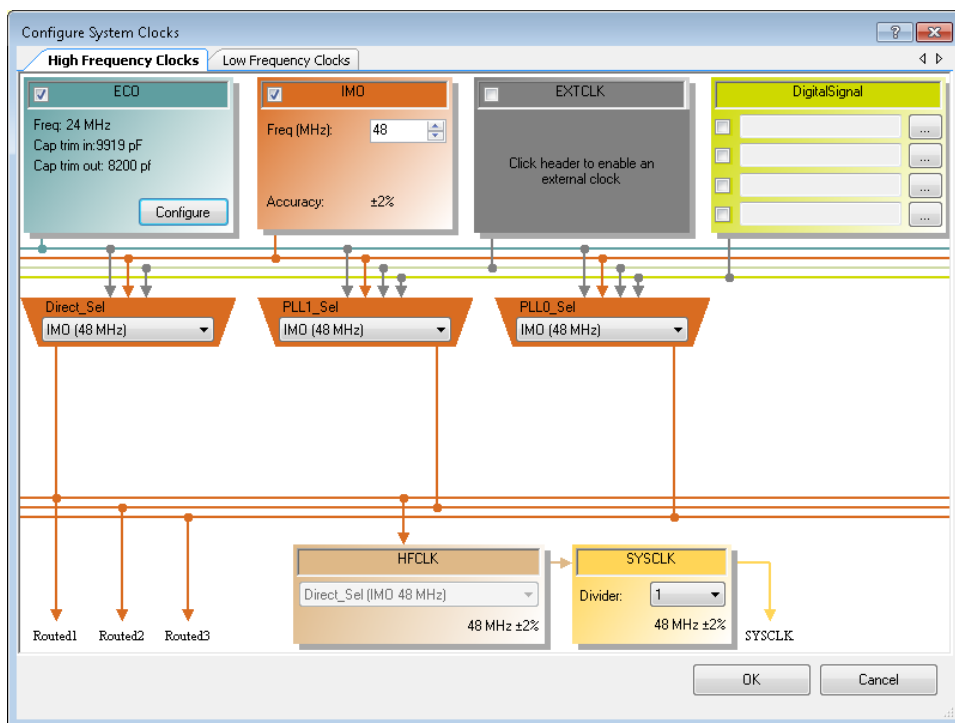 Configure System Clocks
High Frequency Clocks
Low Frequency Clocks
ECO
Freq: 24 MHz
Cap trim in:9919 pF
Cap trim out: 8200 pf
Configure
IMO
Freq (MHz): 48
Accuracy: ±2%
EXTCLK
Click header to enable an
external clock
DigitalSignal
...
...
...
...
Direct_Sel
IMO (48 MHz)
PLL1_Sel
IMO (48 MHz)
PLL0_Sel
IMO (48 MHz)
HFCLK
Direct_Sel (IMO 48 MHz)
48 MHz ±2%
SYSCLK
Divider: 1
48 MHz ±2%
Routed1
Routed2
Routed3
SYSCLK
OK
Cancel